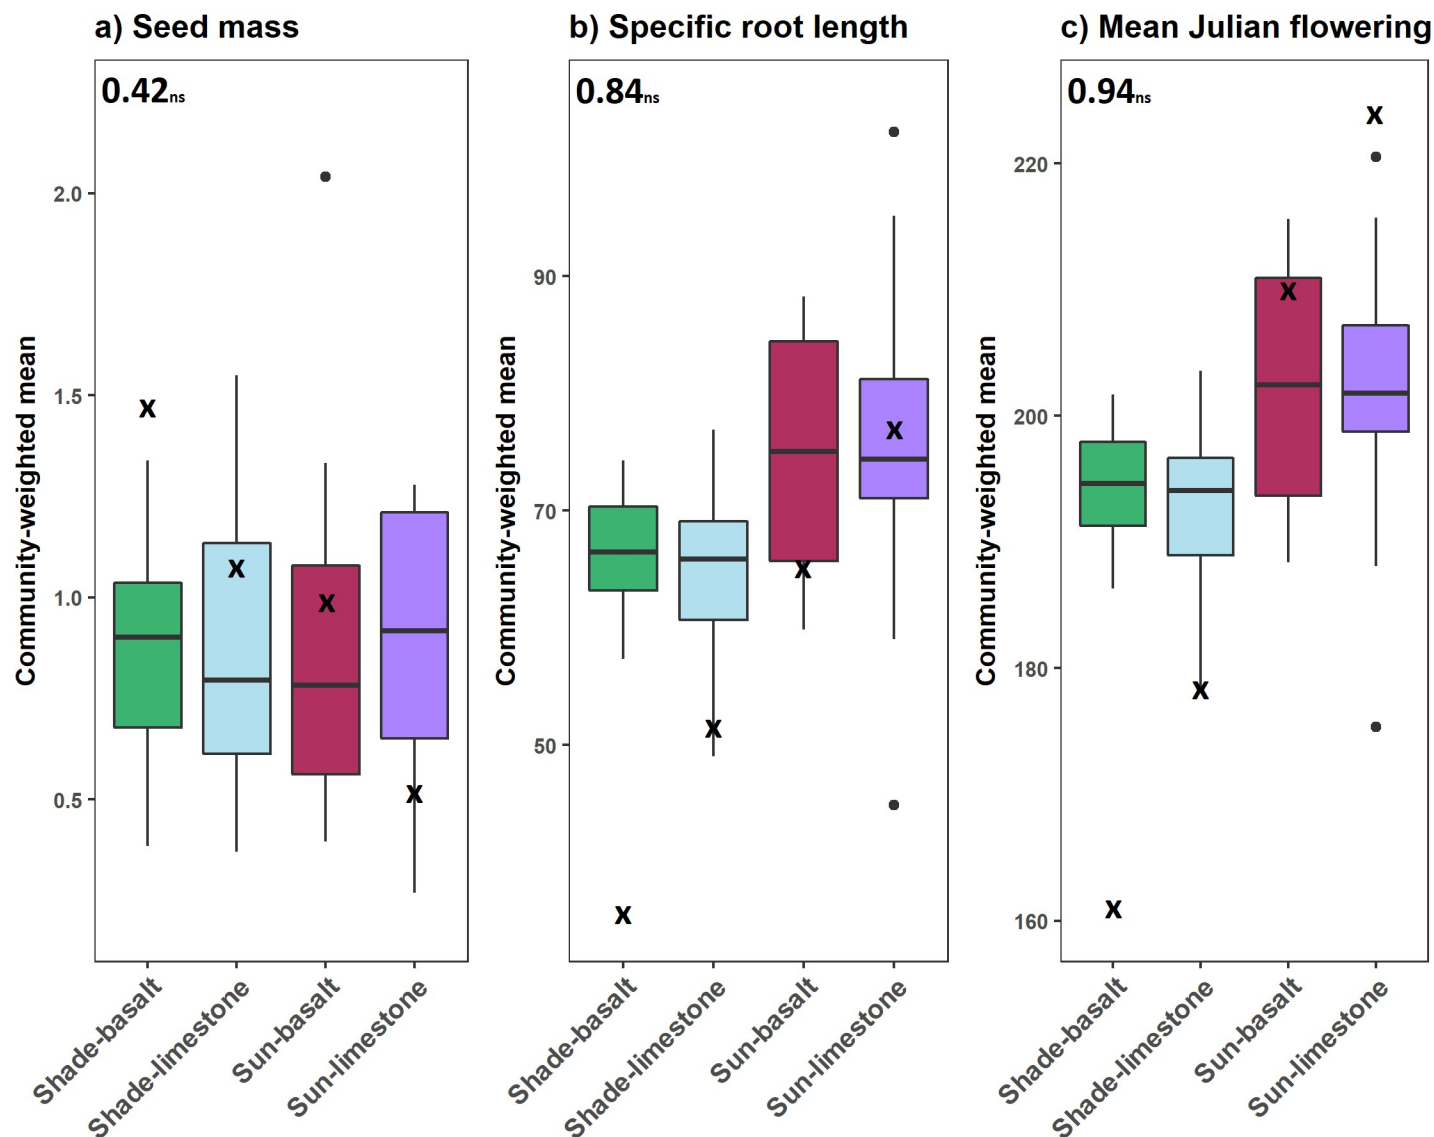 a) Seed mass
b) Specific root length
c) Mean Julian flowering
0.42ns
0.84ns
0.94ns
Community-weighted mean
2.0
1.5
1.0
0.5
Shade-basalt
Shade-limestone
Sun-basalt
Sun-limestone
Community-weighted mean
90
70
50
Shade-basalt
Shade-limestone
Sun-basalt
Sun-limestone
Community-weighted mean
220
200
180
160
Shade-basalt
Shade-limestone
Sun-basalt
Sun-limestone
x
x
x
x
x
x
x
x
x
x
x
x